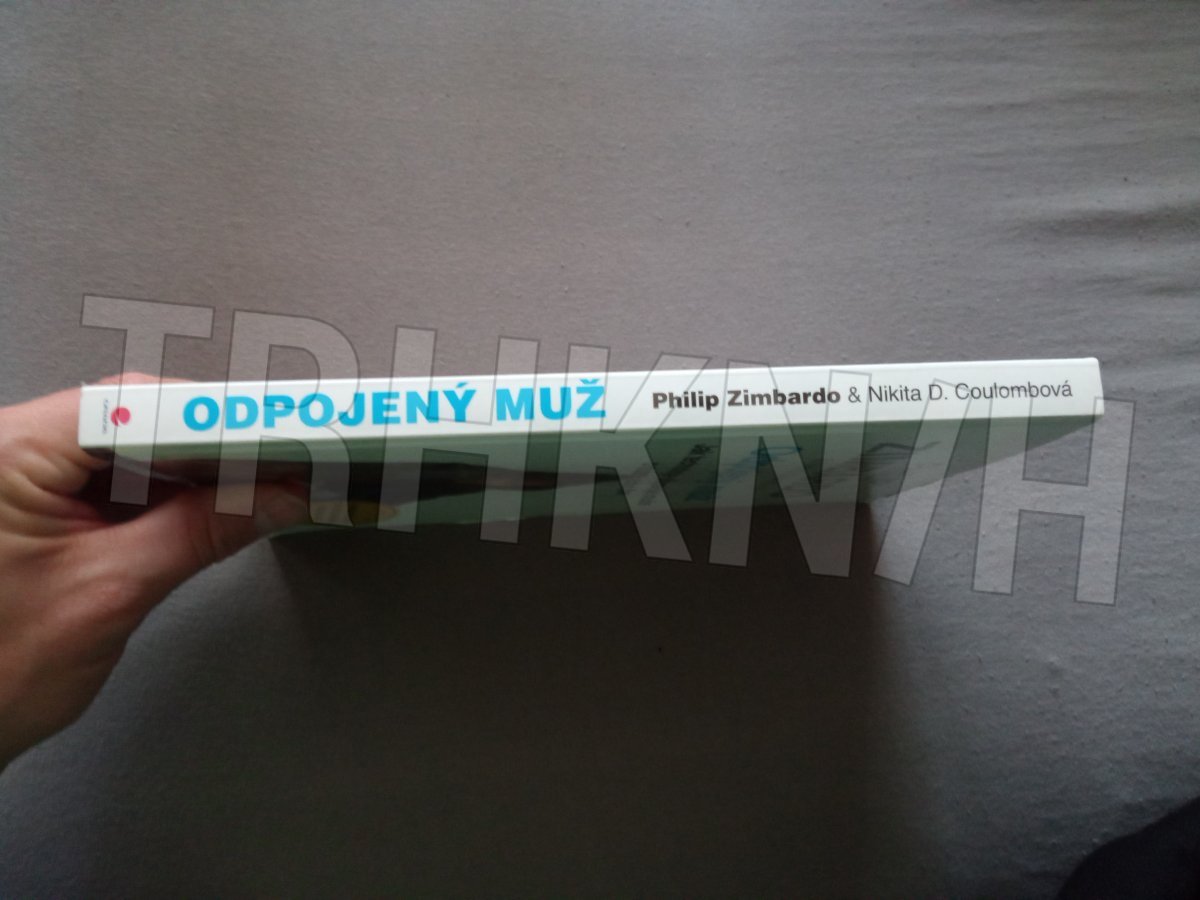 ODPOJENÝ MUŽ Philip Zimbardo & Nikita D. Coulombová
TRHKNIH